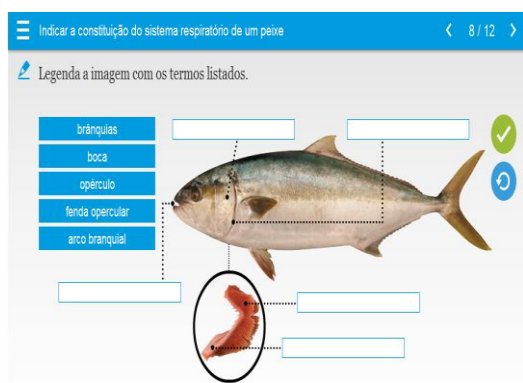 Indicar a constituição do sistema respiratório de um peixe
8 / 12
Legenda a imagem com os termos listados.
brânquias
boca
opérculo
fenda opercular
arco branquial